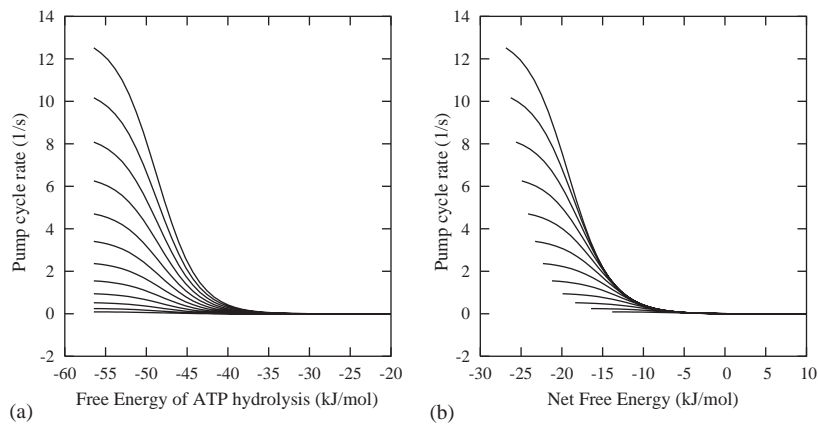 14
12
10
8
6
4
2
0
-2
Pump cycle rate (1/s)
-60 -55 -50 -45 -40 -35 -30 -25 -20
Free Energy of ATP hydrolysis (kJ/mol)
(a)
14
12
10
8
6
4
2
0
-2
Pump cycle rate (1/s)
-30 -25 -20 -15 -10 -5 0 5 10
Net Free Energy (kJ/mol)
(b)